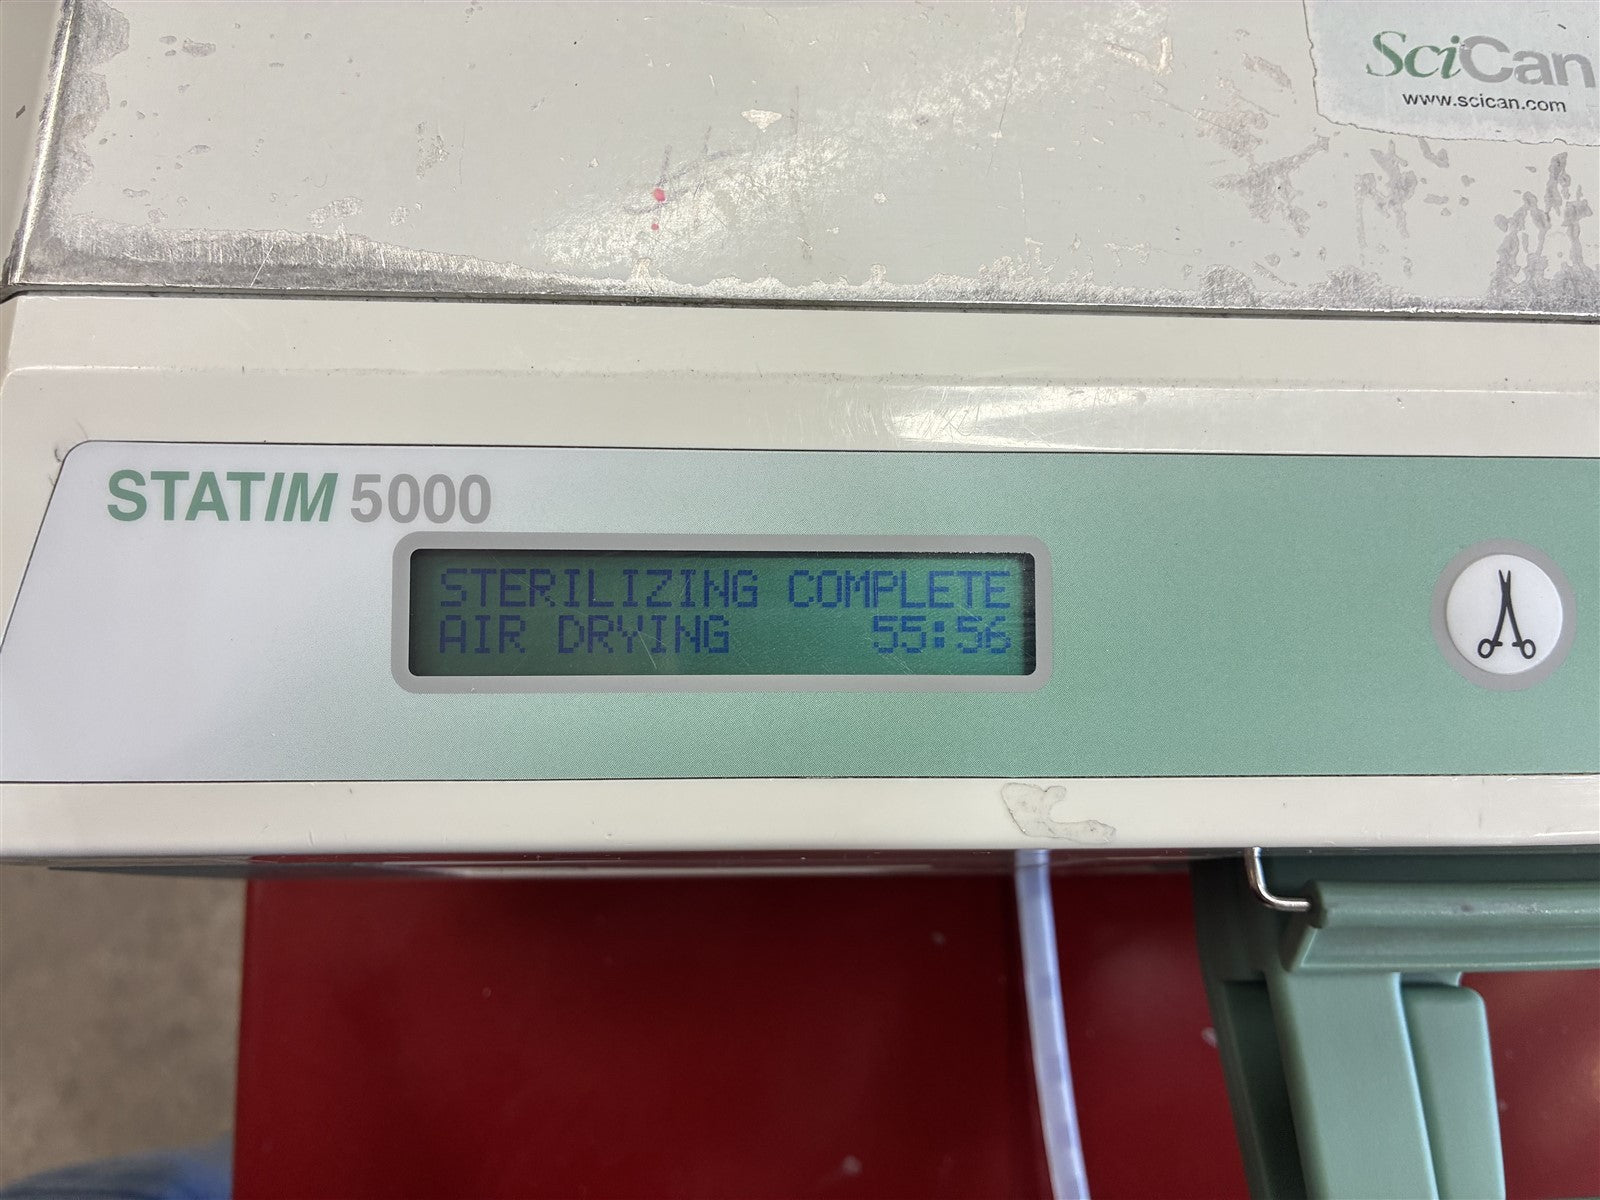 SciCan
www.scican.com
STATIM 5000
STERILIZING COMPLETE
AIR DRYING 55:56